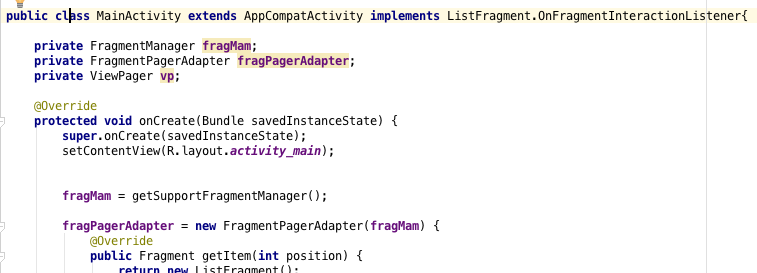 public class MainActivity extends AppCompatActivity implements ListFragment.OnFragmentInteractionListener{
private FragmentManager fragMam;
private FragmentPagerAdapter fragPagerAdapter;
private ViewPager vp;
@Override
protected void onCreate(Bundle savedInstanceState) {
super.onCreate(savedInstanceState);
setContentView(R.layout.activity_main);
fragMam = getSupportFragmentManager();
fragPagerAdapter = new FragmentPagerAdapter(fragMam) {
@Override
public Fragment getItem(int position) {
return new ListFragment();